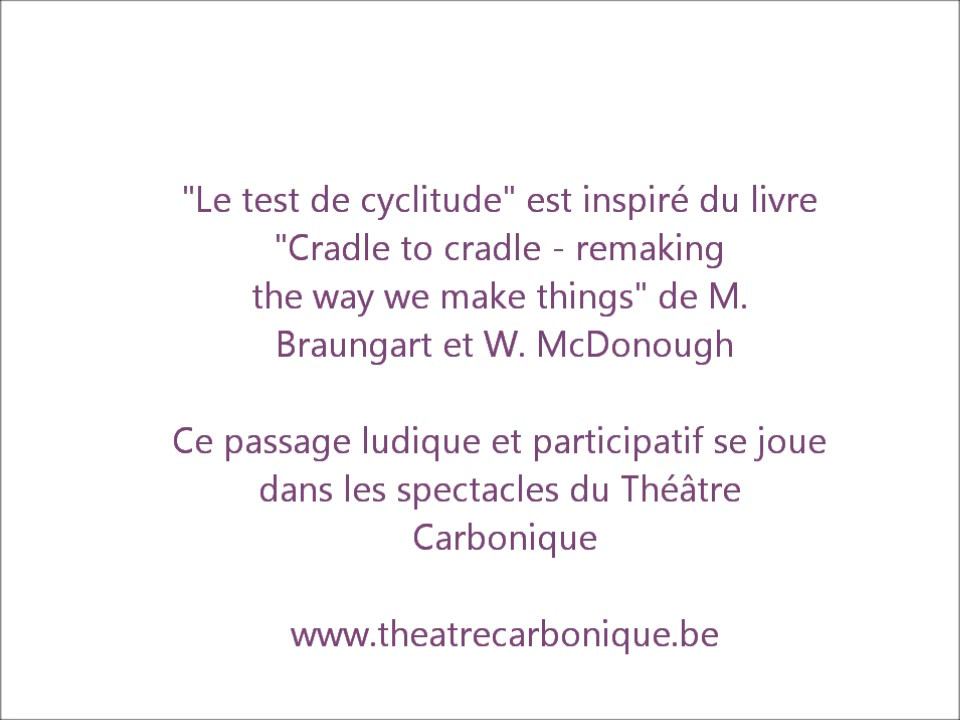 "Le test de cyclitude" est inspiré du livre
"Cradle to cradle - remaking
the way we make things" de M.
Braungart et W. McDonough
Ce passage ludique et participatif se joue
dans les spectacles du Théâtre
Carbonique
www.theatrecarbonique.be